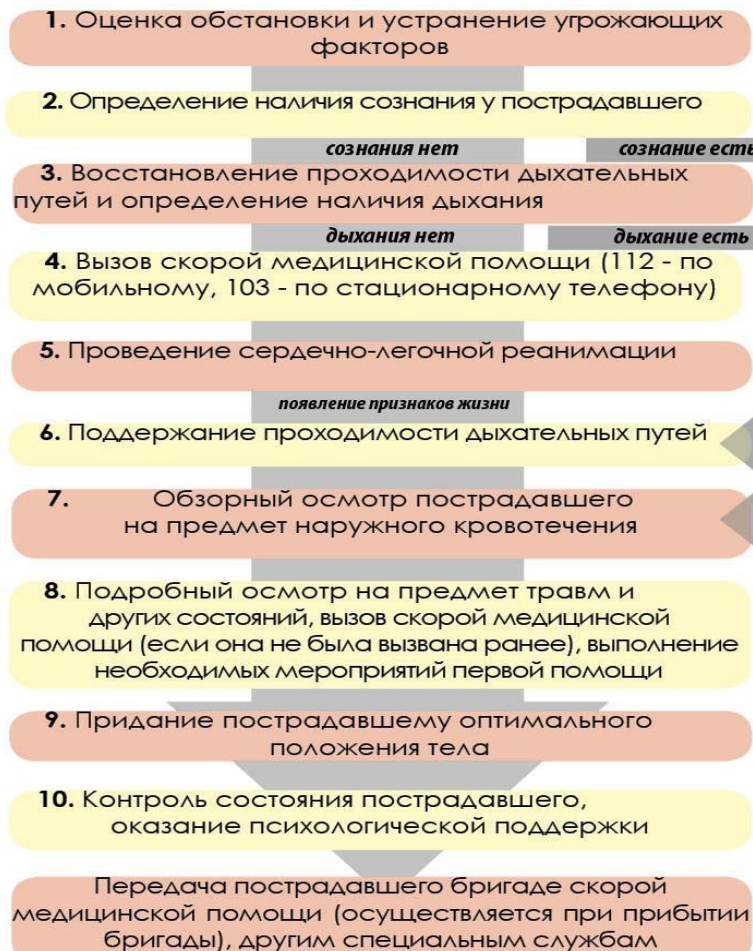 1. Оценка обстановки и устранение угрожающих
факторов
2. Определение наличия сознания у пострадавшего
сознания нет сознание есть
3. Восстановление проходимости дыхательных
путей и определение наличия дыхания
дыхания нет дыхание есть
4. Вызов скорой медицинской помощи (112 - по
мобильному, 103 - по стационарному телефону)
5. Проведение сердечно-легочной реанимации
появление признаков жизни
6. Поддержание проходимости дыхательных путей
7. Обзорный осмотр пострадавшего
на предмет наружного кровотечения
8. Подробный осмотр на предмет травм и
других состояний, вызов скорой медицинской
помощи (если она не была вызвана ранее), выполнение
необходимых мероприятий первой помощи
9. Придание пострадавшему оптимального
положения тела
10. Контроль состояния пострадавшего,
оказание психологической поддержки
Передача пострадавшего бригаде скорой
медицинской помощи (осуществляется при прибытии
бригады), другим специальным службам